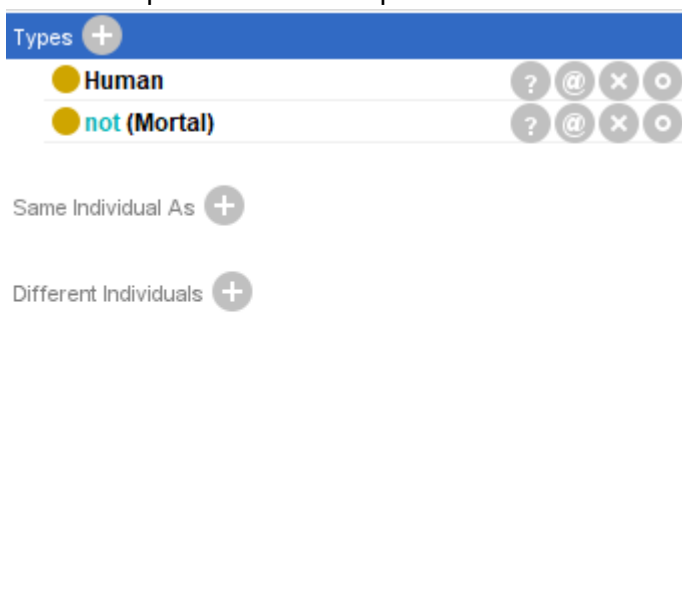 Types
Human
not (Mortal)
Same Individual As
Different Individuals